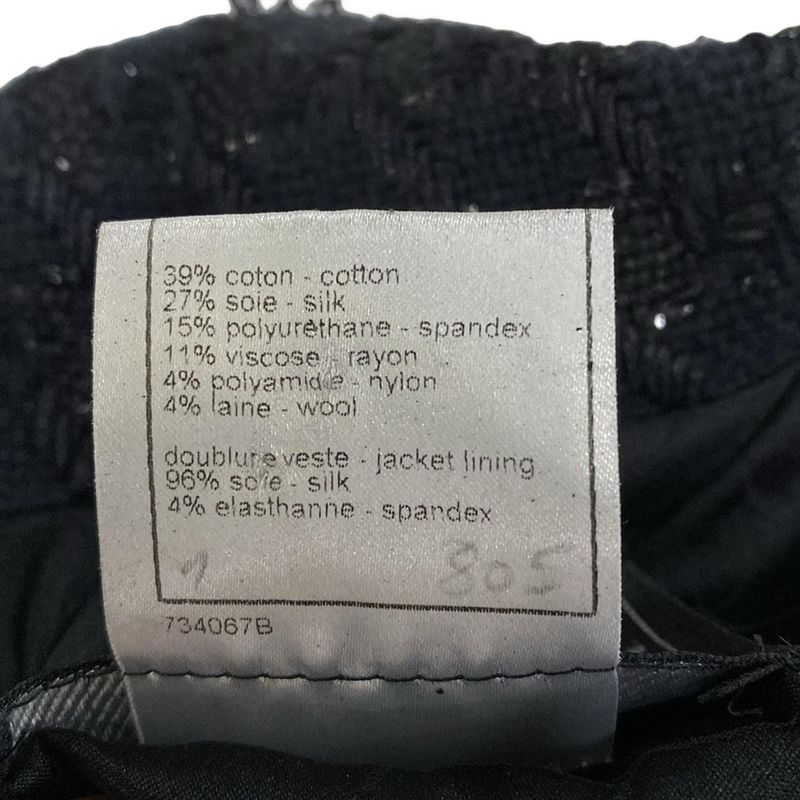 39% coton - cotton
27% soie - silk
15% polyuréthane - spandex
11% viscose - rayon
4% polyamide - nylon
4% laine - wool
doublure veste - jacket lining
96% soie - silk
4% elasthanne - spandex
805
734067B